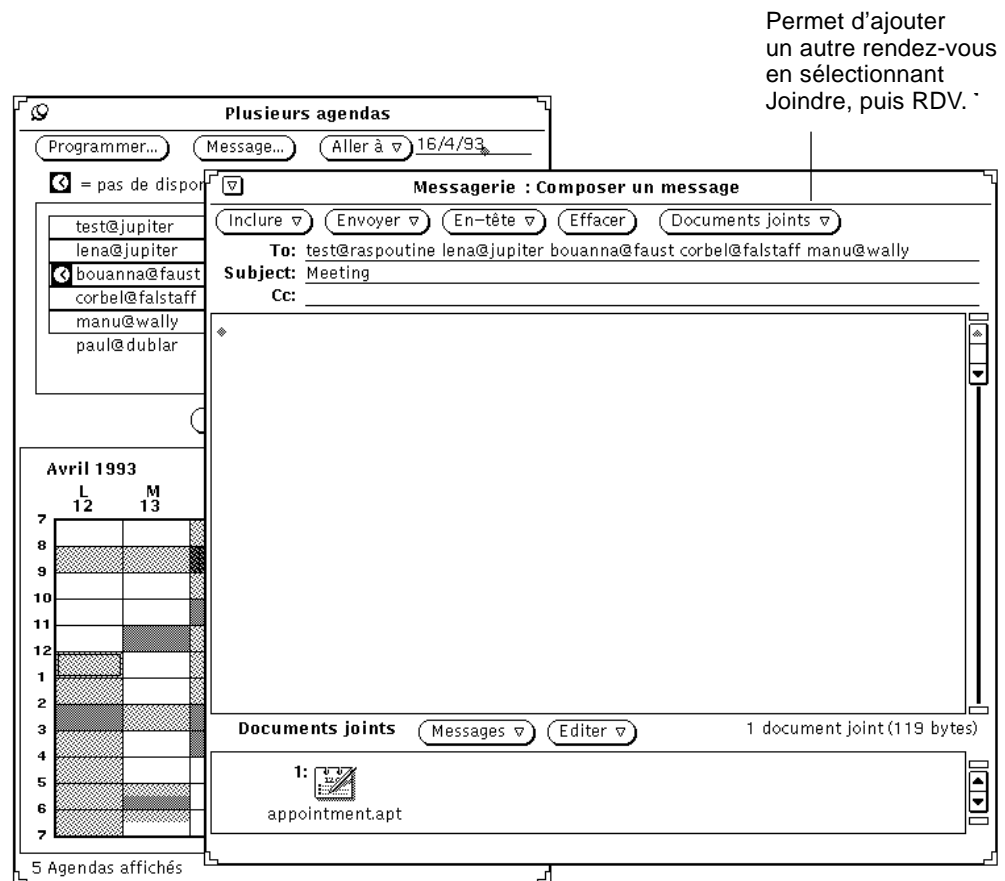 Permet d'ajouter
un autre rendez-vous
en sélectionnant
Joindre, puis RDV.
Plusieurs agendas
Programmer...) Message...) Aller à 16/4/93
= pas de dispor
test@jupiter
lena@jupiter
bouanna@faust
corbel@falstaff
manu@wally
paul@dublar
Avril 1993
L M
12 13
7
8
9
10
11
12
1
2
3
4
5
6
7
5 Agendas affichés
Messagerie : Composer un message
Inclure Envoyer En-tête Effacer Documents joints
To: test@raspoutine lena@jupiter bouanna@faust corbel@falstaff manu@wally
Subject: Meeting
Cc:
Documents joints Messages Editer 1 document joint (119 bytes)
1:
appointment.apt